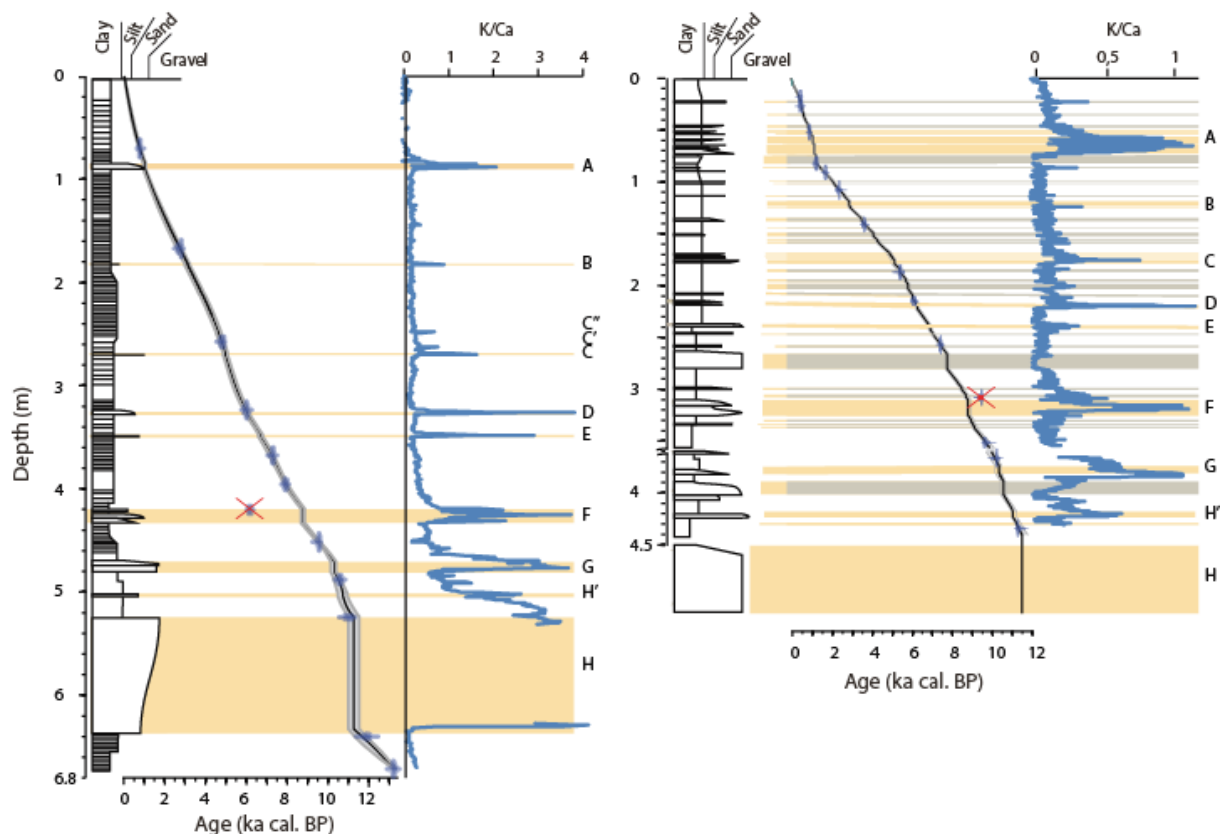 Clay
Silt
Sand
Gravel
K/Ca
0 1 2 3 4
0
1
2
3
4
5
6
6.8
Depth (m)
A
B
C"
C'
C
D
E
F
G
H'
H
0 2 4 6 8 10 12
Age (ka cal. BP)
Clay
Silt
Sand
Gravel
K/Ca
0 0,5 1
0
1
2
3
4
4.5
A
B
C
D
E
F
G
H'
H
0 2 4 6 8 10 12
Age (ka cal. BP)